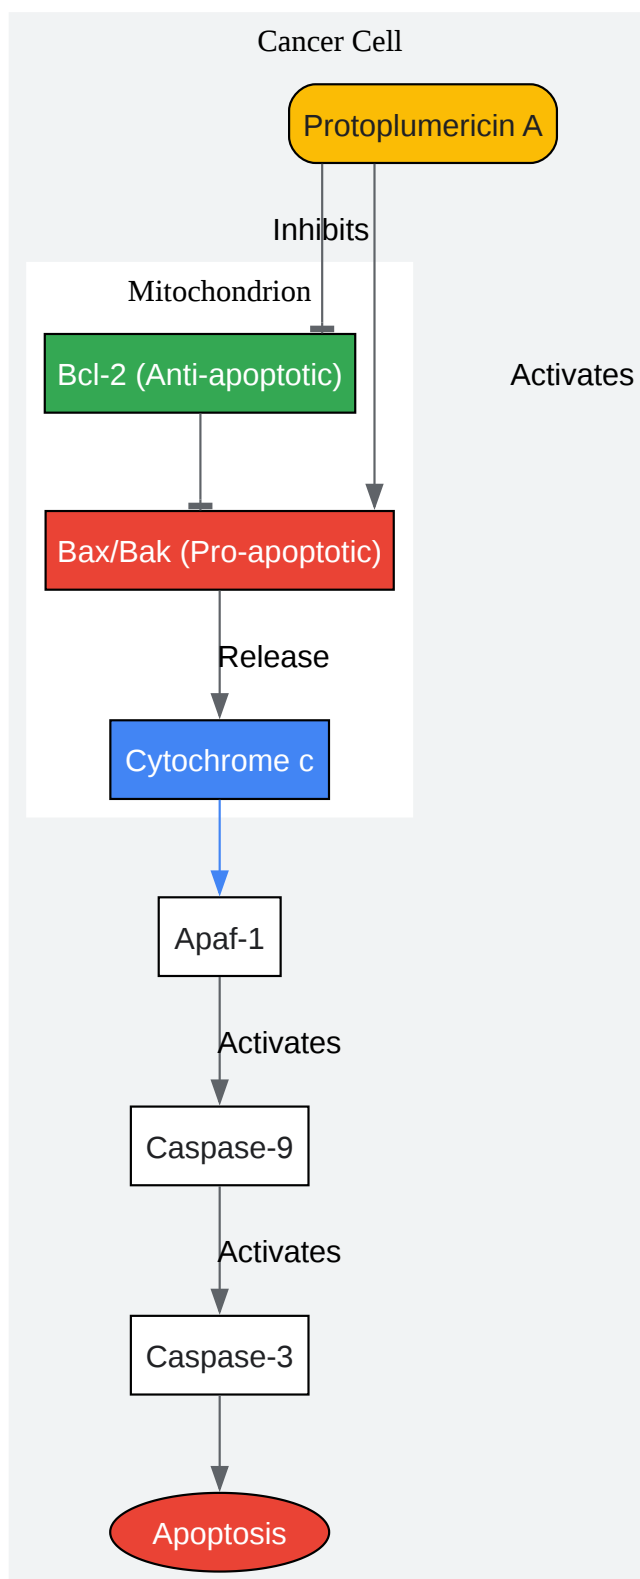 Cancer Cell
Protoplumericin A
Inhibits
Mitochondrion
Bcl-2 (Anti-apoptotic)
Activates
Bax/Bak (Pro-apoptotic)
Release
Cytochrome c
Apaf-1
Activates
Caspase-9
Activates
Caspase-3
Apoptosis